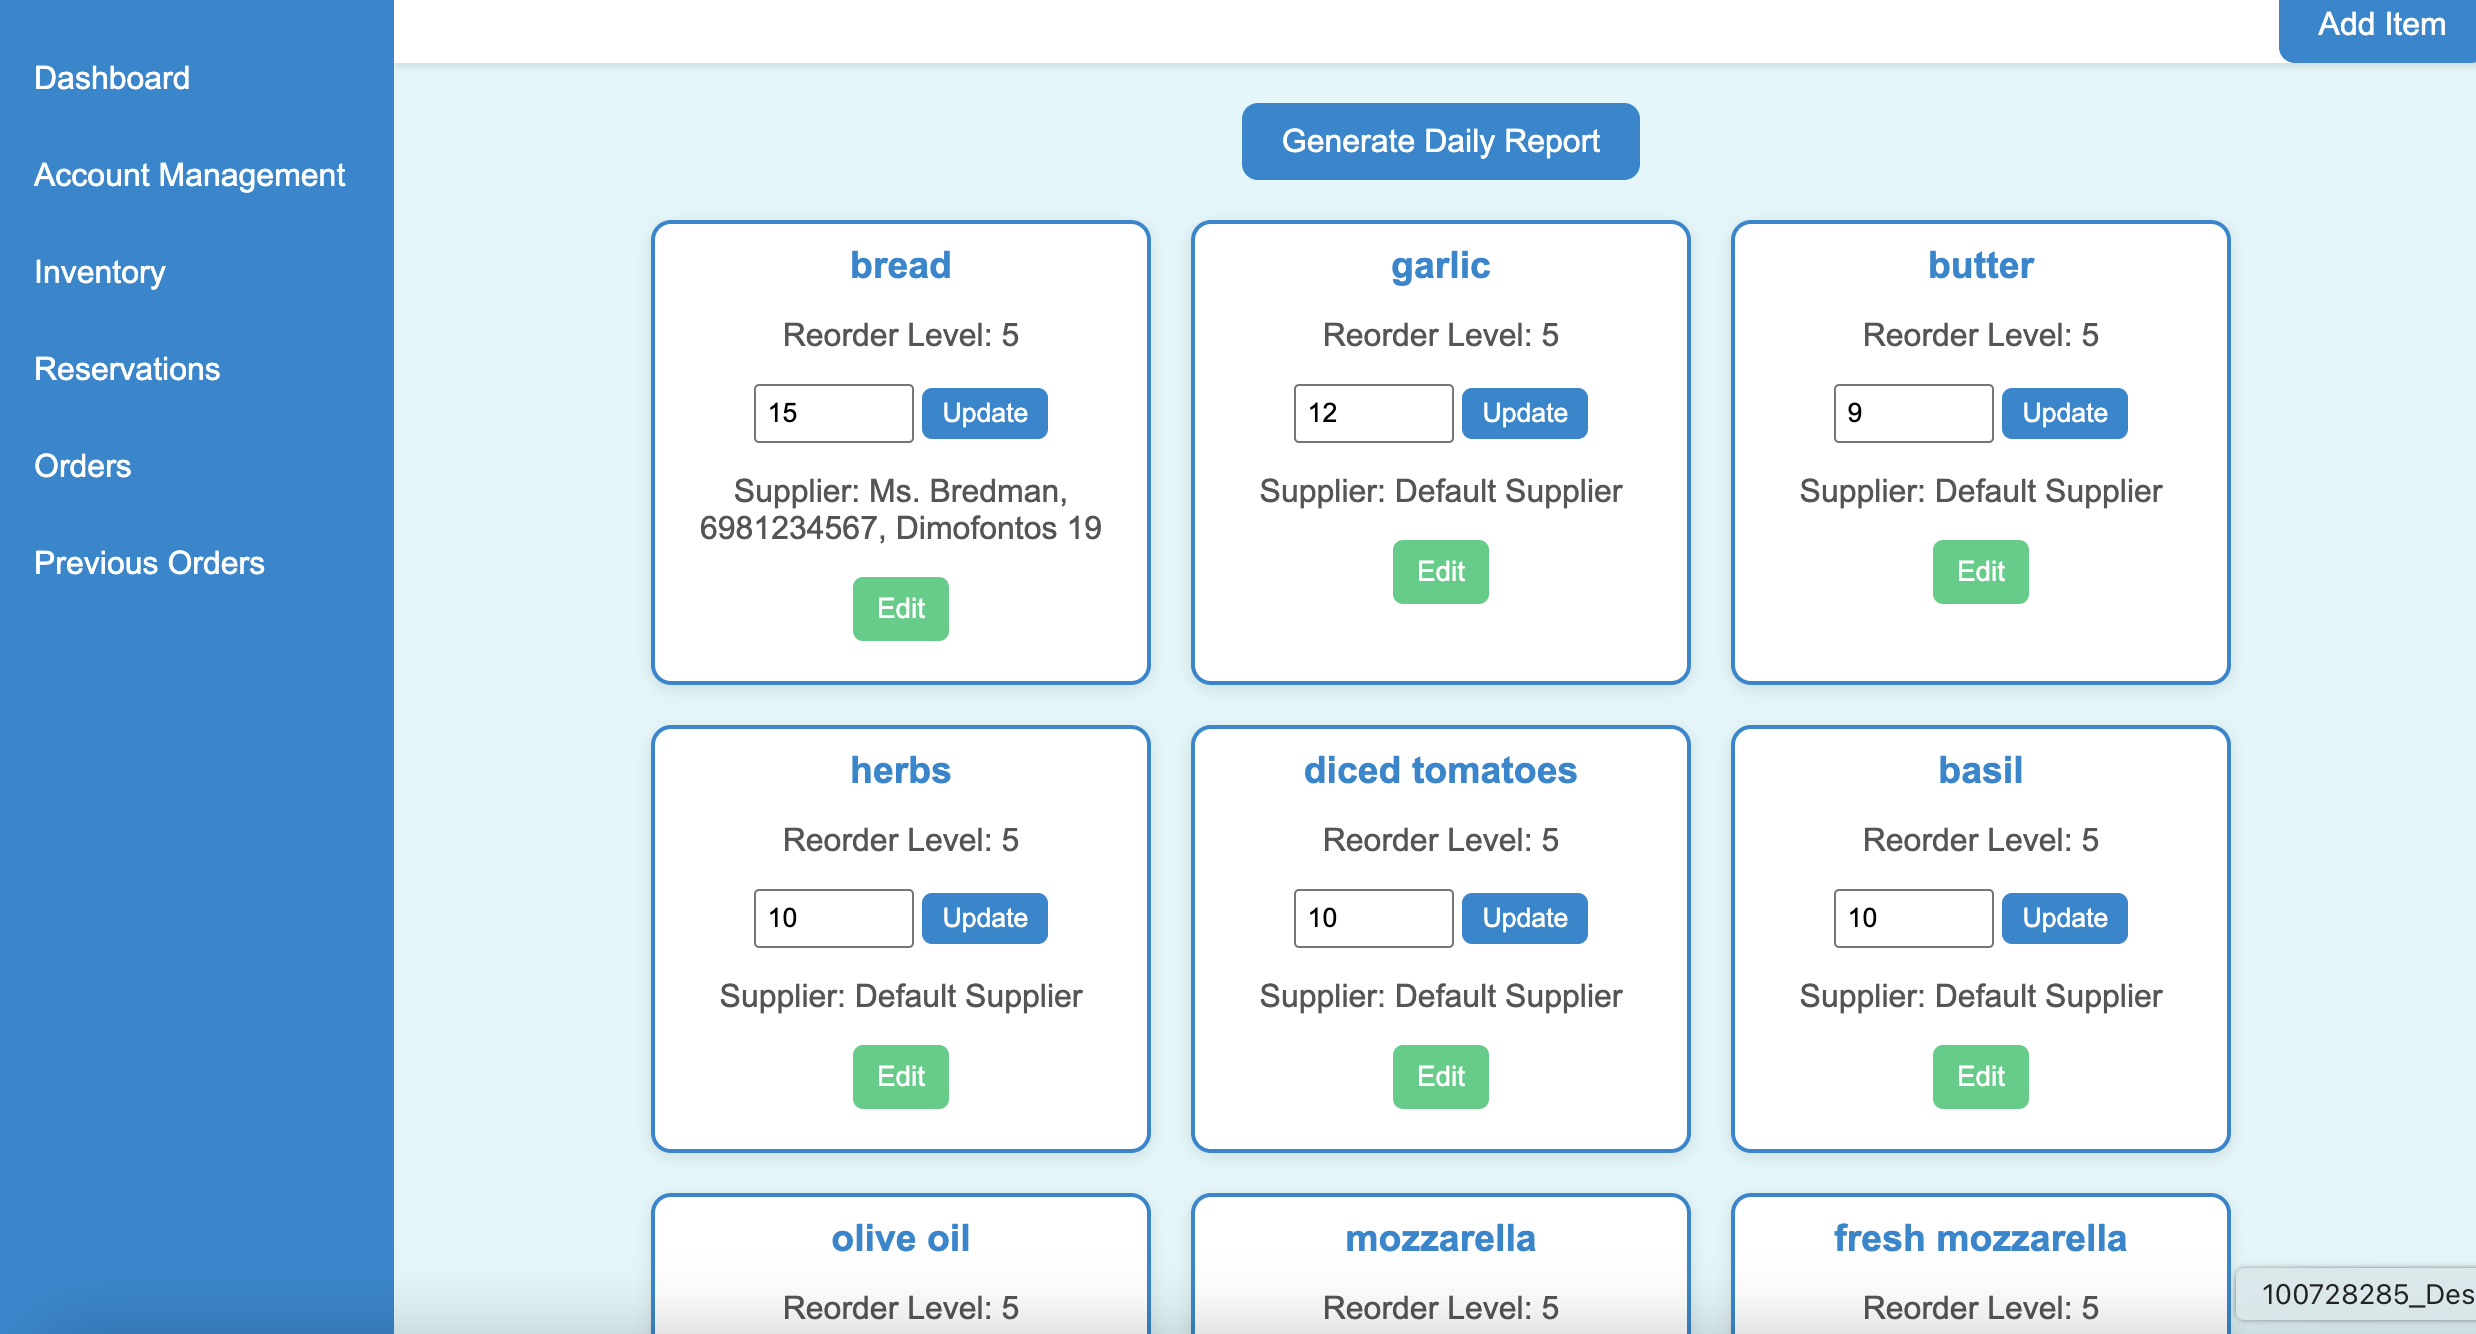 Add Item
Dashboard
Account Management
Inventory
Reservations
Orders
Previous Orders
Generate Daily Report
bread
Reorder Level: 5
15 Update
Supplier: Ms. Bredman,
6981234567, Dimofontos 19
Edit
garlic
Reorder Level: 5
12 Update
Supplier: Default Supplier
Edit
butter
Reorder Level: 5
9 Update
Supplier: Default Supplier
Edit
herbs
Reorder Level: 5
10 Update
Supplier: Default Supplier
Edit
diced tomatoes
Reorder Level: 5
10 Update
Supplier: Default Supplier
Edit
basil
Reorder Level: 5
10 Update
Supplier: Default Supplier
Edit
olive oil
Reorder Level: 5
mozzarella
Reorder Level: 5
fresh mozzarella
Reorder Level: 5
100728285_Des